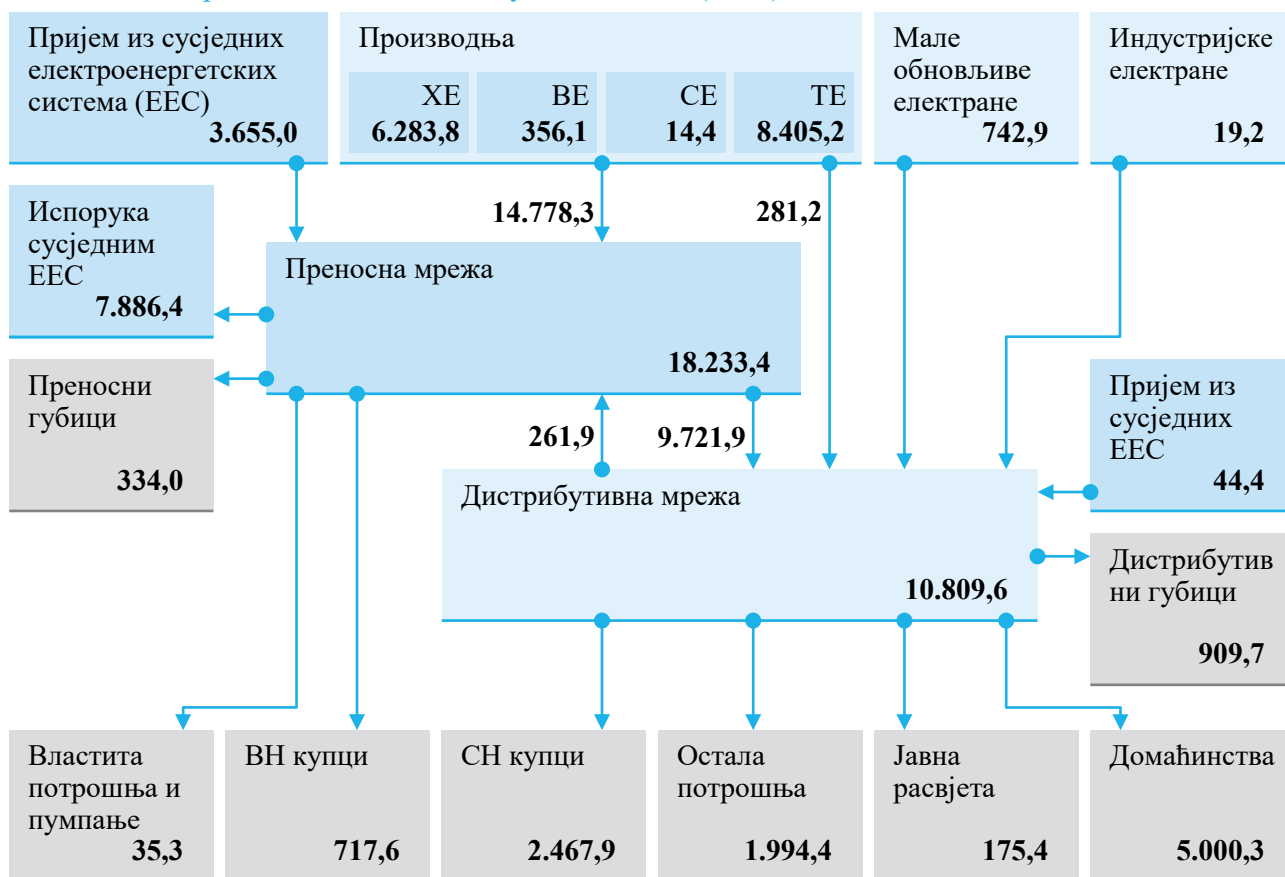 Пријем из сусједних
електроенергетских
система (ЕЕС)
3.655,0
Производња
ХЕ
6.283,8
ВЕ
356,1
СЕ
14,4
ТЕ
8.405,2
Мале
обновљиве
електране
742,9
Индустријске
електране
19,2
Испорука
сусједним
ЕЕС
7.886,4
14.778,3
281,2
Преносна мрежа
18.233,4
Преносни
губици
334,0
261,9
9.721,9
Пријем из
сусједних
ЕЕС
44,4
Дистрибутивна мрежа
10.809,6
Дистрибутив
ни губици
909,7
Властита
потрошња и
пумпање
35,3
ВН купци
717,6
СН купци
2.467,9
Остала
потрошња
1.994,4
Јавна
расвјета
175,4
Домаћинства
5.000,3